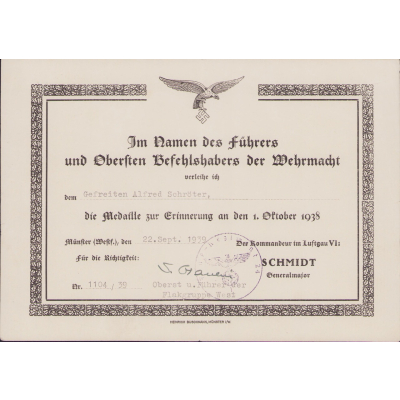 Im Namen des Führers
und Obersten Befehlshabers der Wehrmacht
verleihe ich
dem Gefreiten Alfred Schröter,
die Medaille zur Erinnerung an den 1. Oktober 1938
Münster (Westf.), den 22. Sept. 1939
Der Kommandeur im Luftgau VI:
Für die Richtigkeit:
SCHMIDT
Generalmajor
Nr. 1104 / 39
Oberst u. Führer der
Flakgruppe